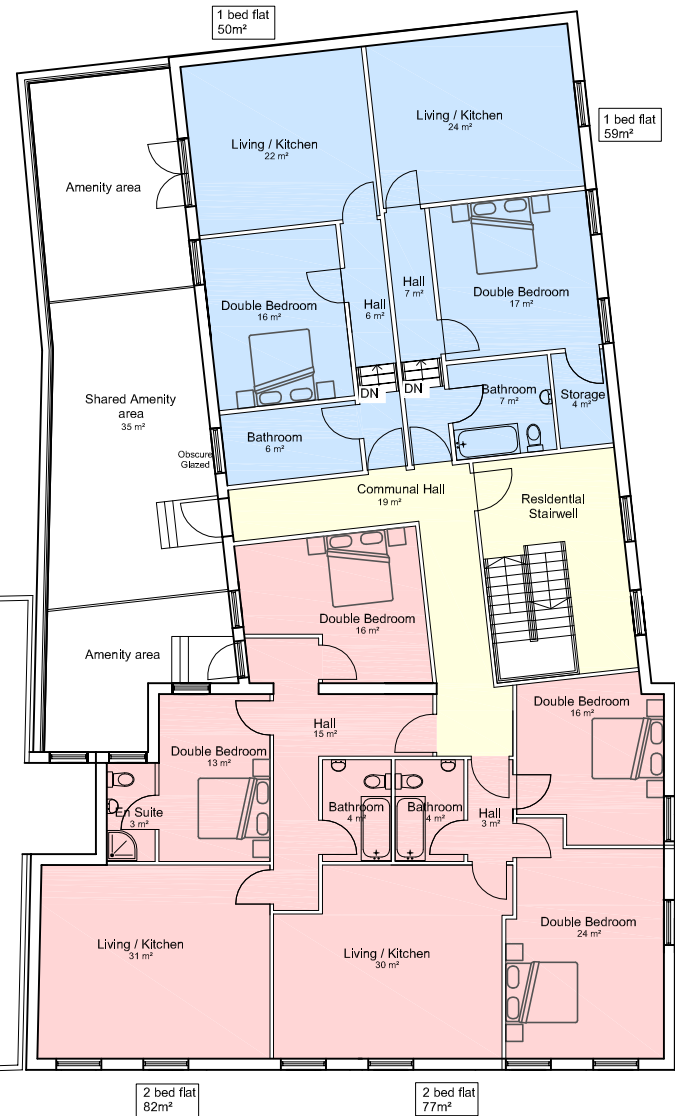 1 bed flat
50m²
1 bed flat
59m²
Living / Kitchen
22 m²
Living / Kitchen
24 m²
Amenity area
Double Bedroom
16 m²
Hall
6 m²
Hall
7 m²
Double Bedroom
17 m²
DN
DN
Shared Amenity
area
35 m²
Bathroom
7 m²
Storage
4 m²
Bathroom
6 m²
Obscure
Glazed
Communal Hall
19 m²
Residential
Stairwell
Double Bedroom
16 m²
Amenity area
Hall
15 m²
Double Bedroom
16 m²
Double Bedroom
13 m²
En Suite
3 m²
Bathroom
4 m²
Bathroom
4 m²
Hall
3 m²
Living / Kitchen
31 m²
Living / Kitchen
30 m²
Double Bedroom
24 m²
2 bed flat
82m²
2 bed flat
77m²